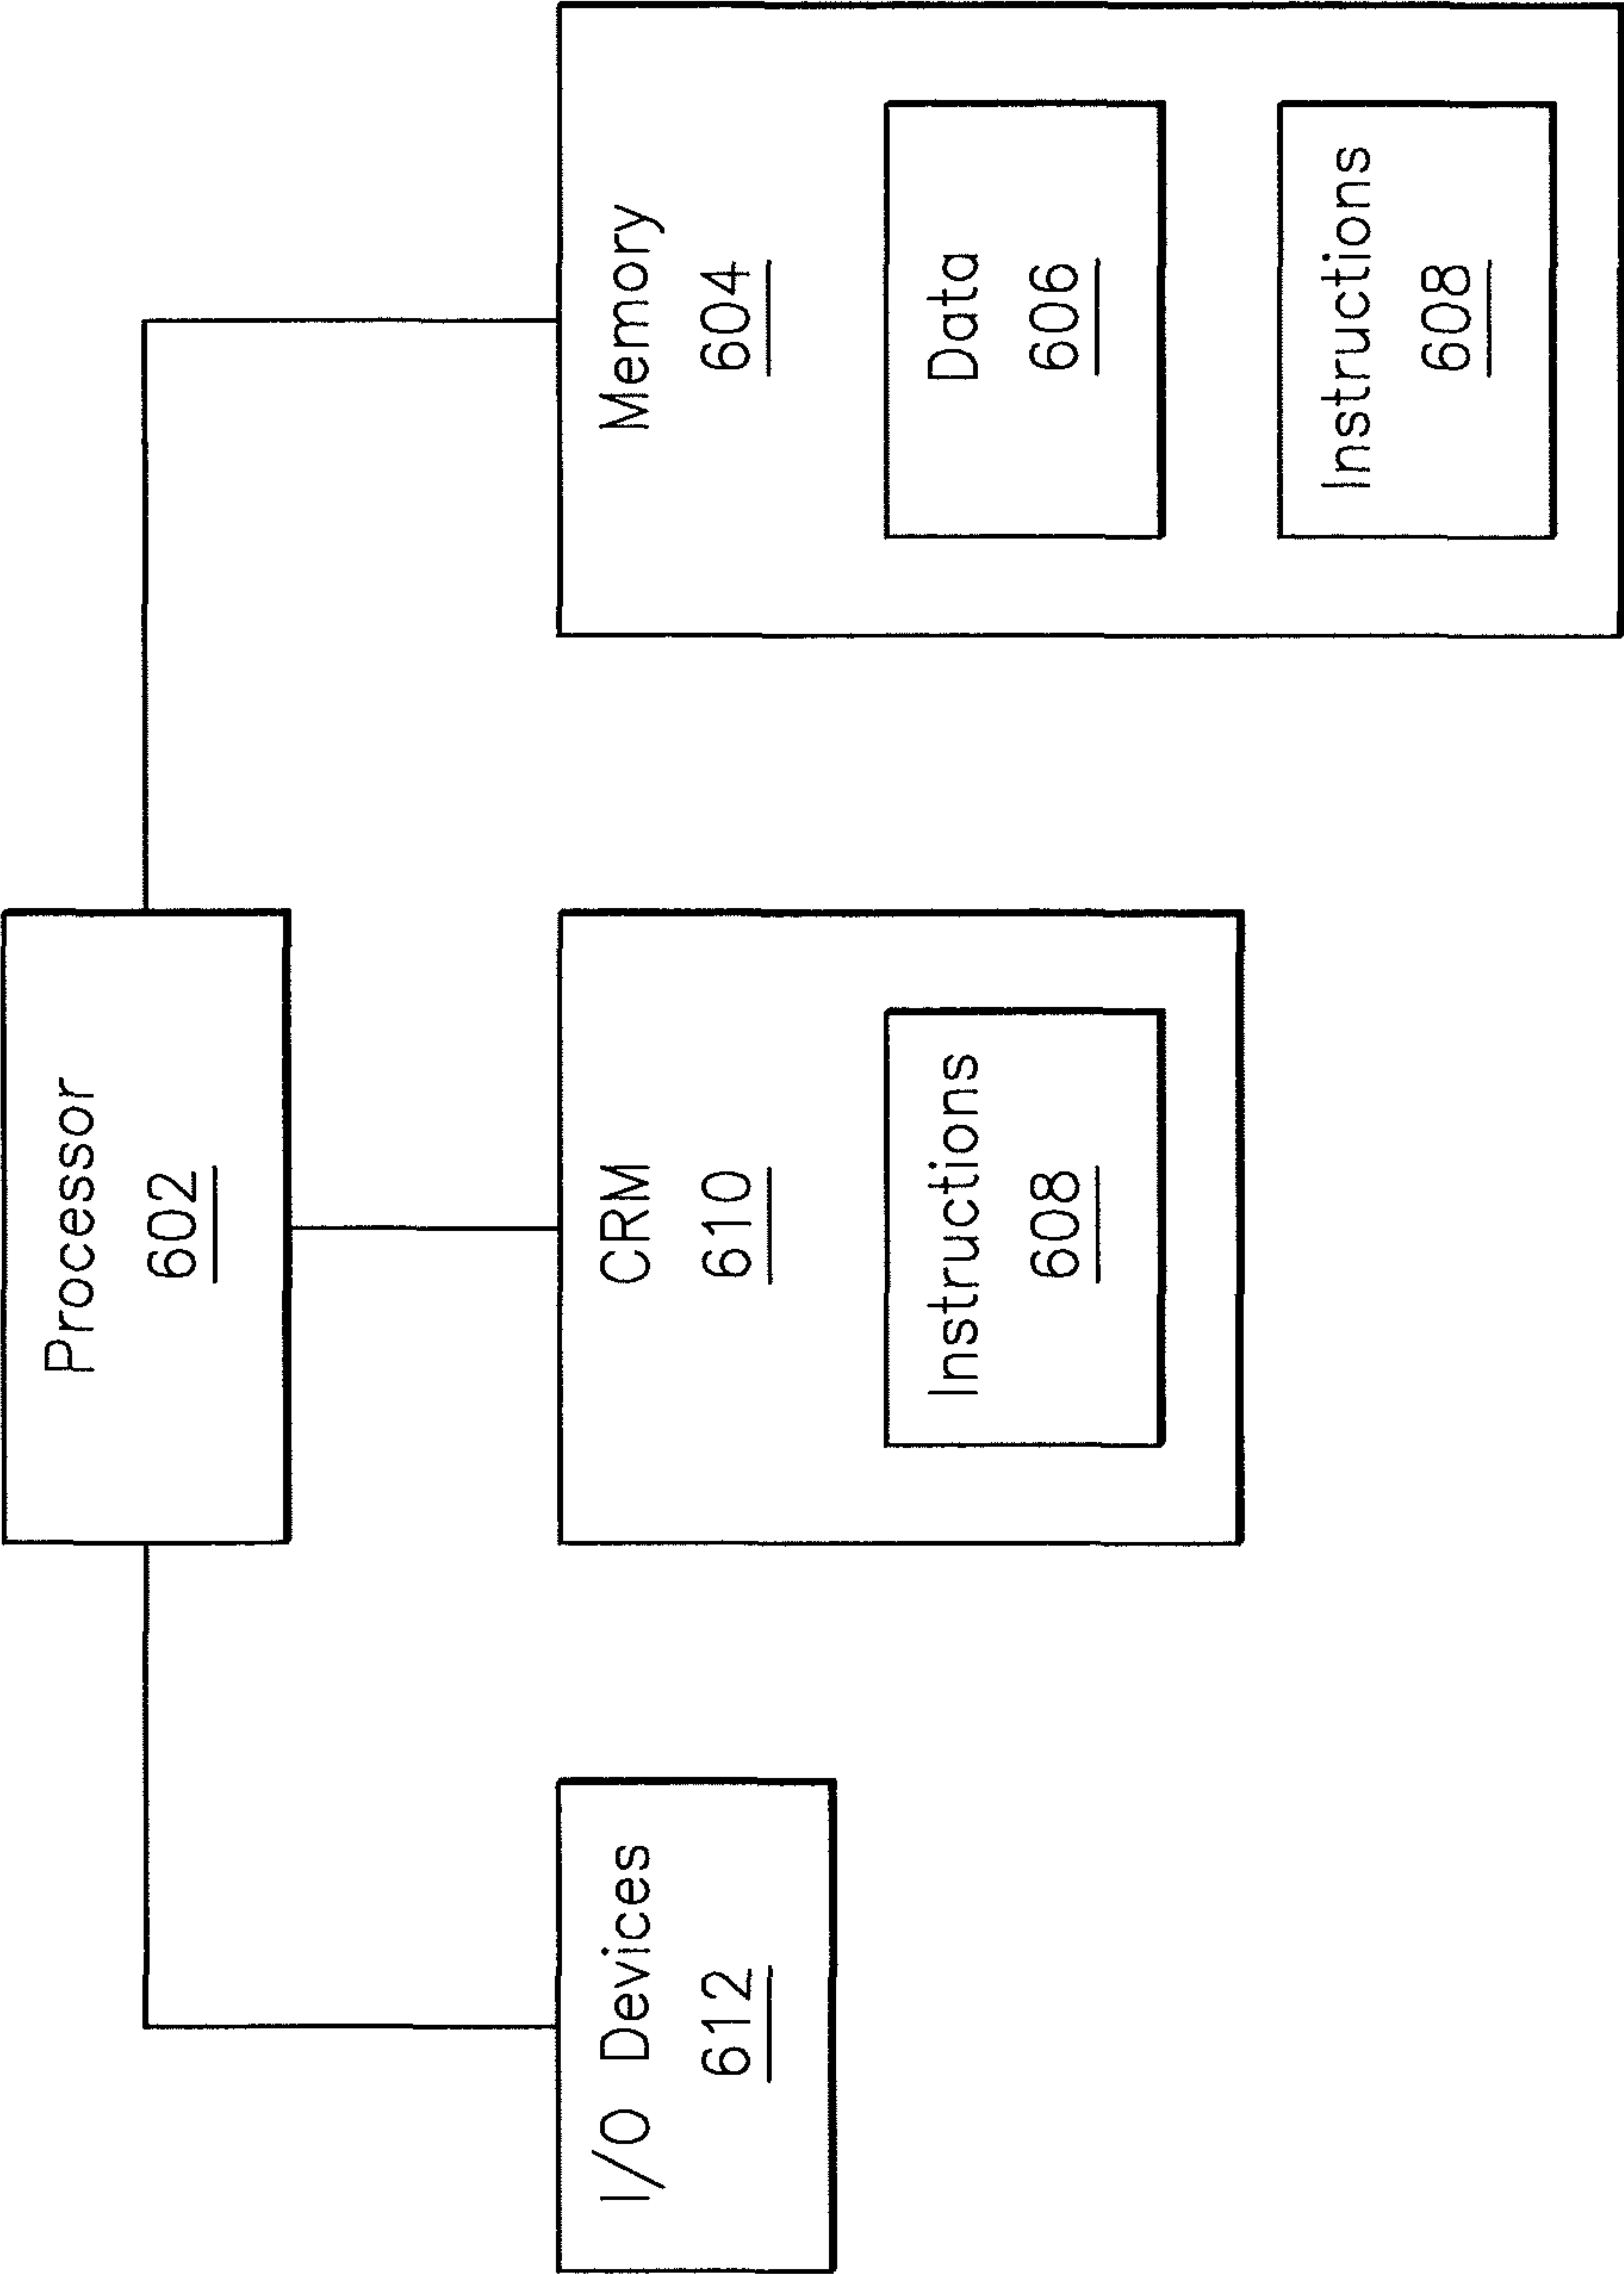 Processor
602
I/O Devices
612
CRM
610
Instructions
608
Memory
604
Data
606
Instructions
608